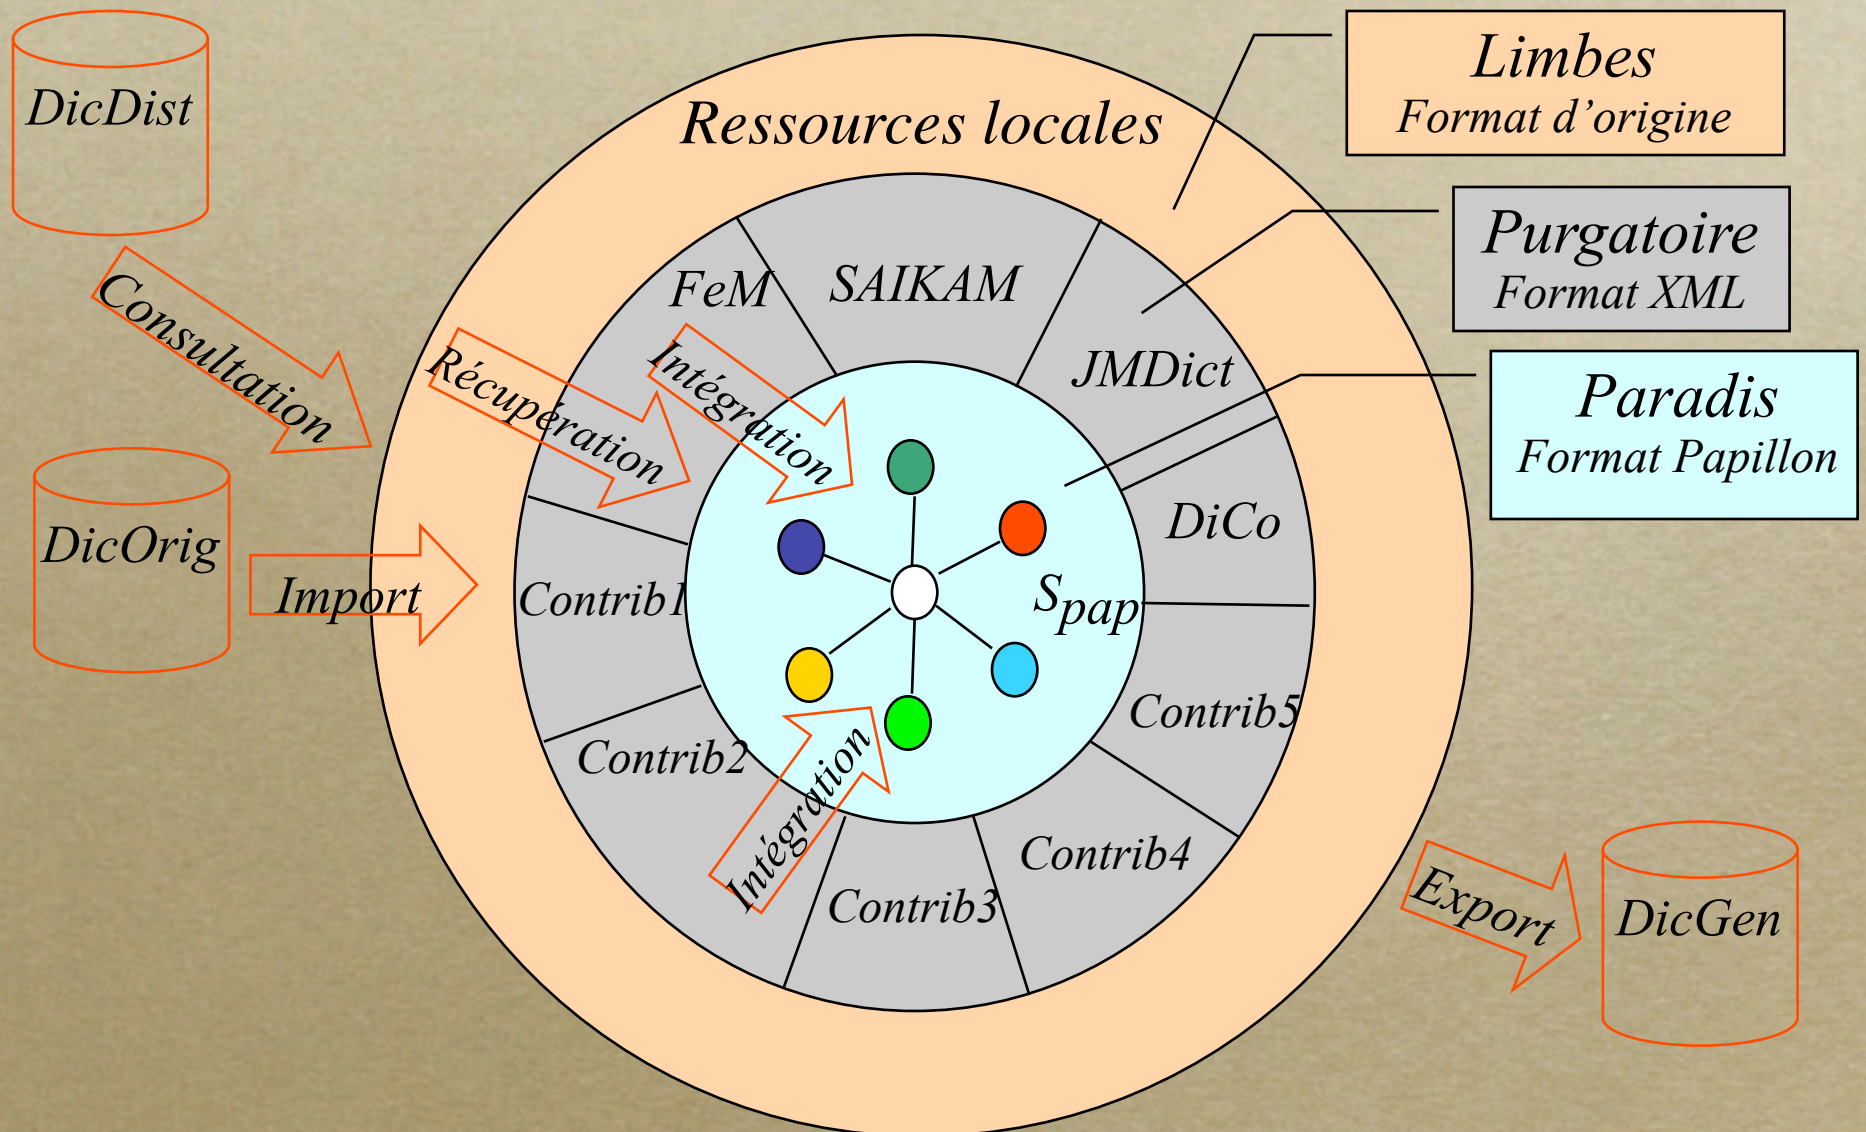 DicDist
Ressources locales
Limbes
Format d’origine
Purgatoire
Format XML
Paradis
Format Papillon
Consultation
Récupération
Intégration
FeM
SAIKAM
JMDict
DiCo
DicOrig
Import
Contrib1
Spap
Contrib2
Contrib5
Intégration
Contrib3
Contrib4
Export
DicGen